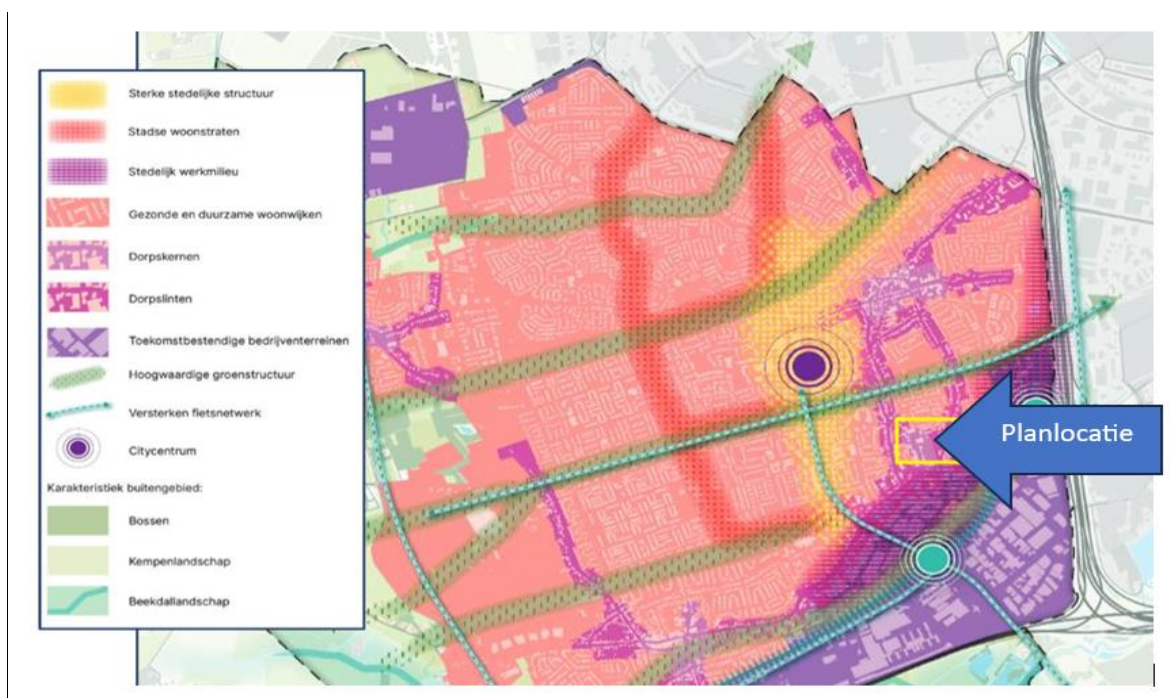 Sterke stedelijke structuur
Stadse woonstraten
Stedelijk werkmilieu
Gezonde en duurzame woonwijken
Dorpskernen
Dorpslinten
Toekomstbestendige bedrijventerreinen
Hoogwaardige groenstructuur
Versterken fietsnetwerk
Citycentrum
Karakteristiek buitengebied:
Bossen
Kempenlandschap
Beekdallandschap
Planlocatie